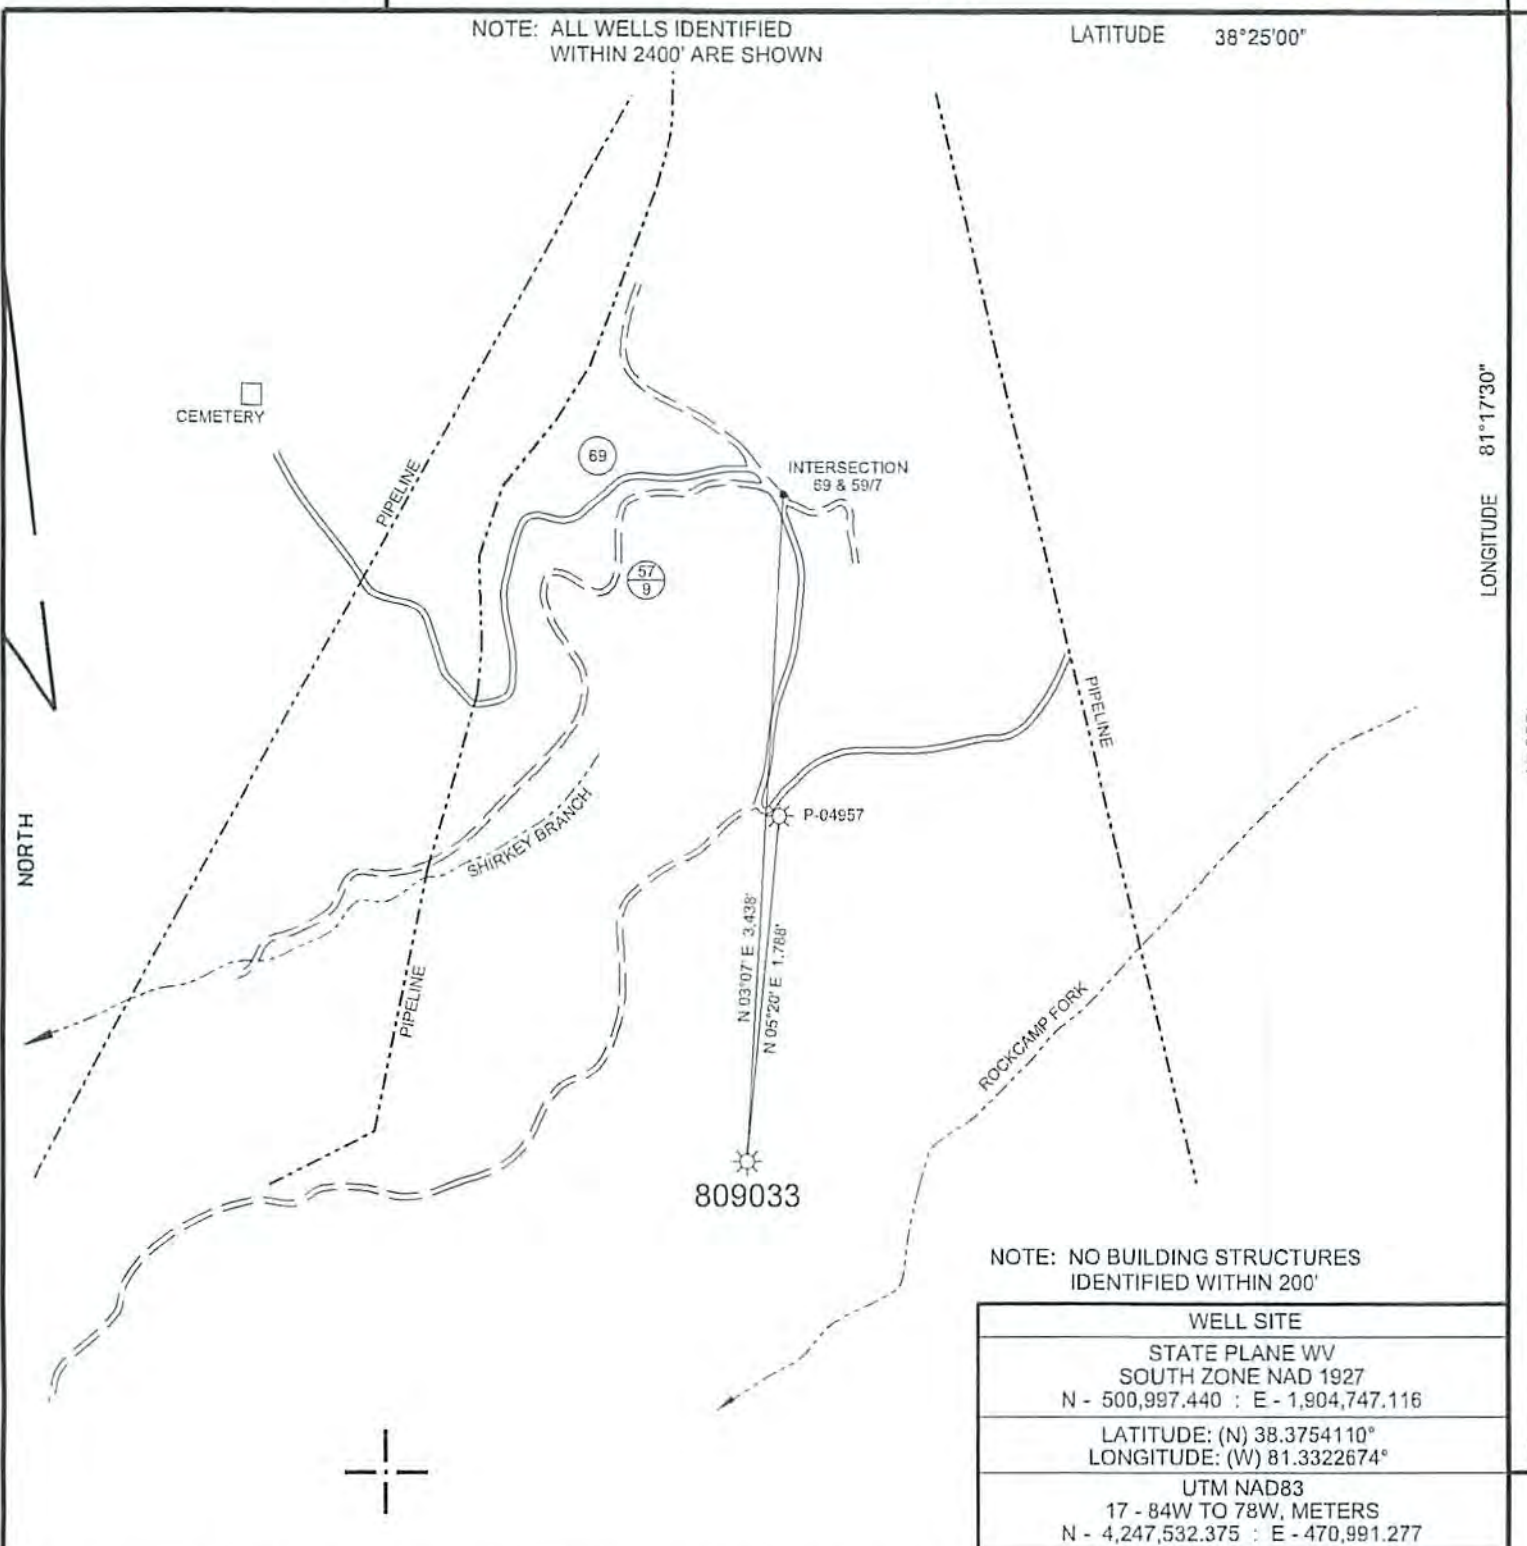 NOTE: ALL WELLS IDENTIFIED
WITHIN 2400' ARE SHOWN
LATITUDE 38°25'00"
LONGITUDE 81°17'30"
CEMETERY
PIPELINE
69
INTERSECTION
69 & 59/7
57
9
PIPELINE
P-04957
SHIRKEY BRANCH
NORTH
N 03°07' E 3,438'
N 05°20' E 1,788'
PIPELINE
ROCKCAMP FORK
809033
NOTE: NO BUILDING STRUCTURES
IDENTIFIED WITHIN 200'
WELL SITE
STATE PLANE WV
SOUTH ZONE NAD 1927
N - 500,997.440 : E - 1,904,747.116
LATITUDE: (N) 38.3754110°
LONGITUDE: (W) 81.3322674°
UTM NAD83
17 - 84W TO 78W, METERS
N - 4,247,532.375 : E - 470,991.277